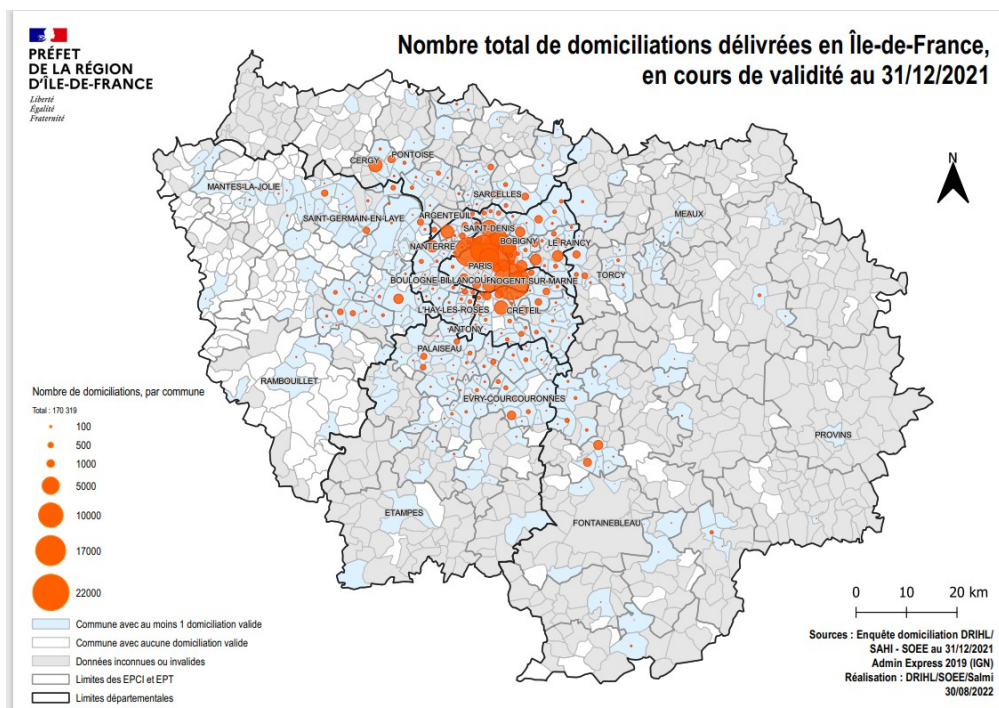 PRÉFET
DE LA RÉGION
D'ÎLE-DE-FRANCE
Liberté
Égalité
Fraternité
Nombre total de domiciliations délivrées en Île-de-France,
en cours de validité au 31/12/2021
N
CERGY
PONTOISE
MANTES-LA-JOLIE
SARCELLES
SAINT-GERMAIN-EN-LAYE
ARGENTEUIL
MEAUX
SAINT-DENIS
BOBIGNY
NANTERRE
LE RAINCY
PARIS
TORCY
BOULOGNE-BILLANCOURT
NOGENT-SUR-MARNE
L'HAY-LES-ROSES
CRETEIL
ANTONY
PALAISEAU
RAMBOUILLET
EVRY-COURCOURONNES
PROVINS
ETAMPES
FONTAINEBLEAU
Nombre de domiciliations, par commune
Total : 170 319
100
500
1000
5000
10000
17000
22000
Commune avec au moins 1 domiciliation valide
Commune avec aucune domiciliation valide
Données inconnues ou invalides
Limites des EPCI et EPT
Limites départementales
0 10 20 km
Sources : Enquête domiciliation DRIHL/
SAHI - SOEE au 31/12/2021
Admin Express 2019 (IGN)
Réalisation : DRIHL/SOEE/Salmi
30/08/2022